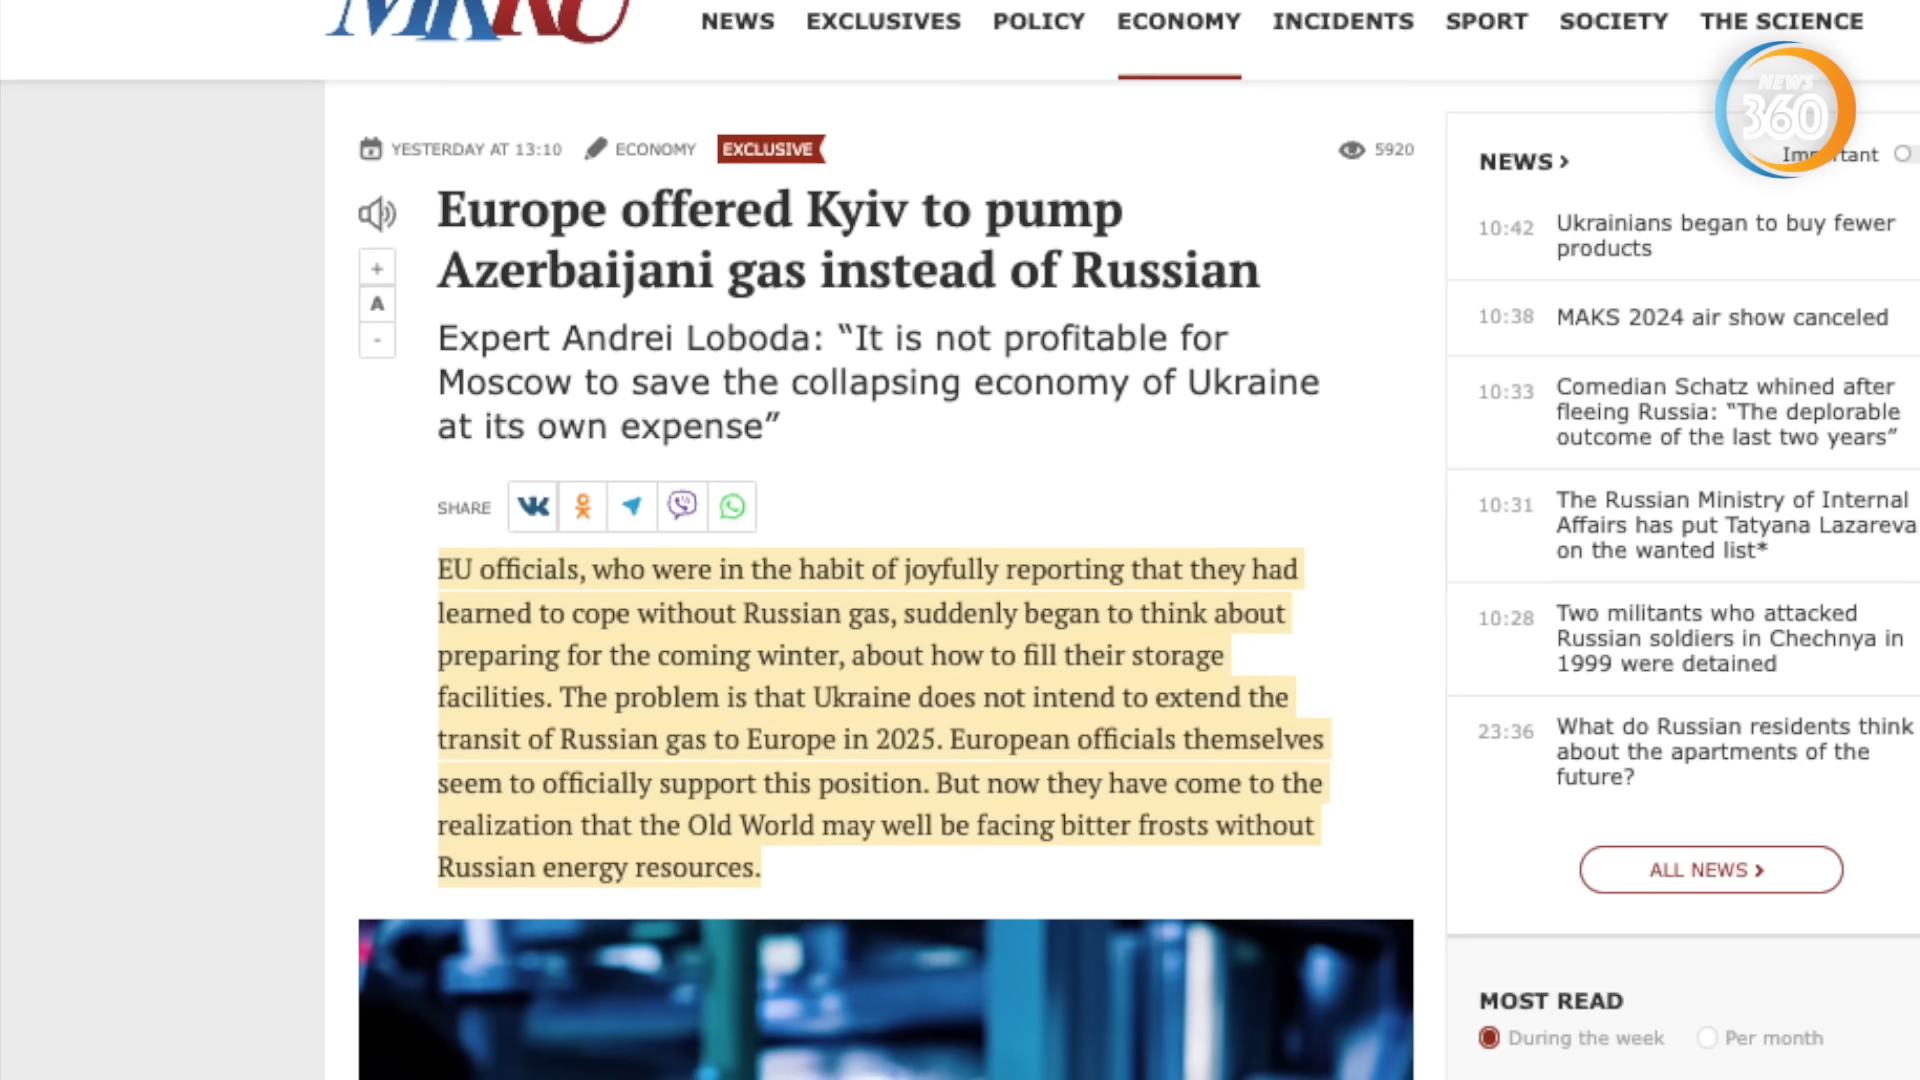 MKRU
NEWS EXCLUSIVES POLICY ECONOMY INCIDENTS SPORT SOCIETY THE SCIENCE
NEWS
360
YESTERDAY AT 13:10 ECONOMY EXCLUSIVE 5920
Europe offered Kyiv to pump
Azerbaijani gas instead of Russian
+
A
-
Expert Andrei Loboda: “It is not profitable for
Moscow to save the collapsing economy of Ukraine
at its own expense”
SHARE
EU officials, who were in the habit of joyfully reporting that they had
learned to cope without Russian gas, suddenly began to think about
preparing for the coming winter, about how to fill their storage
facilities. The problem is that Ukraine does not intend to extend the
transit of Russian gas to Europe in 2025. European officials themselves
seem to officially support this position. But now they have come to the
realization that the Old World may well be facing bitter frosts without
Russian energy resources.
NEWS >
Important
10:42 Ukrainians began to buy fewer
products
10:38 MAKS 2024 air show canceled
10:33 Comedian Schatz whined after
fleeing Russia: “The deplorable
outcome of the last two years”
10:31 The Russian Ministry of Internal
Affairs has put Tatyana Lazareva
on the wanted list*
10:28 Two militants who attacked
Russian soldiers in Chechnya in
1999 were detained
23:36 What do Russian residents think
about the apartments of the
future?
ALL NEWS >
MOST READ
During the week Per month